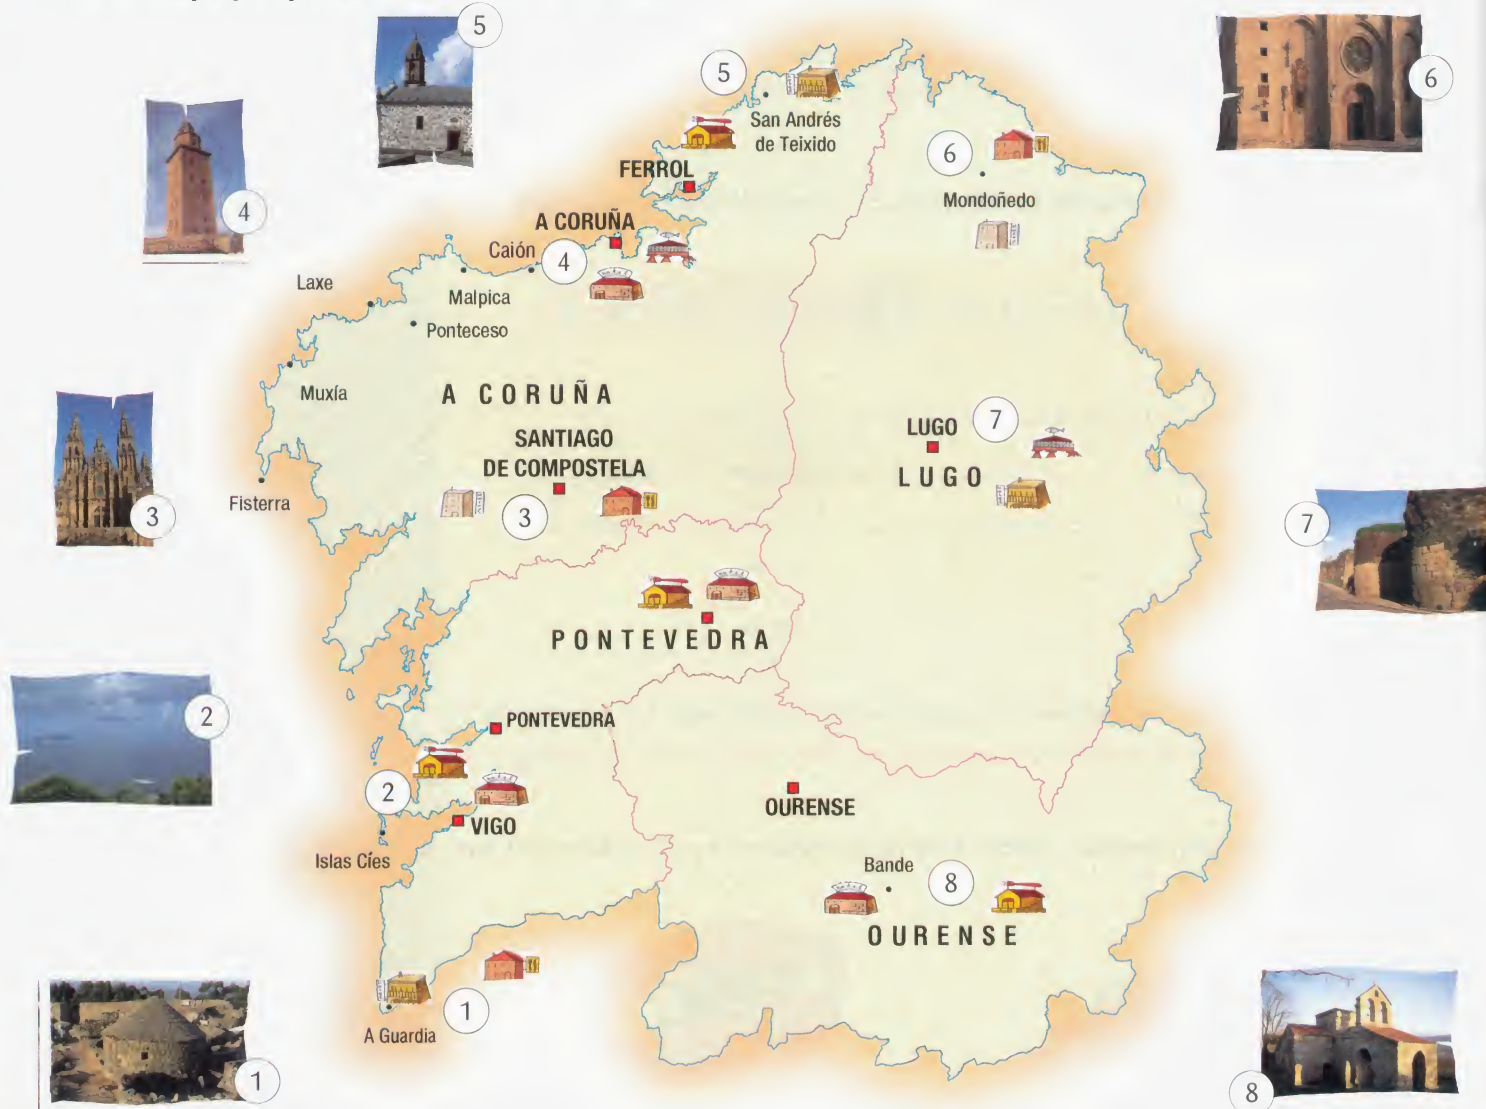 5
6
5
San Andrés
de Teixido
4
FERROL
6
Mondoñedo
A CORUÑA
Caión
4
Laxe
Malpica
Ponteceso
Muxía
A CORUÑA
SANTIAGO
DE COMPOSTELA
LUGO
7
LUGO
3
Fisterra
3
7
PONTEVEDRA
2
PONTEVEDRA
2
VIGO
OURENSE
Islas Cíes
Bande
8
OURENSE
1
A Guardia
1
8